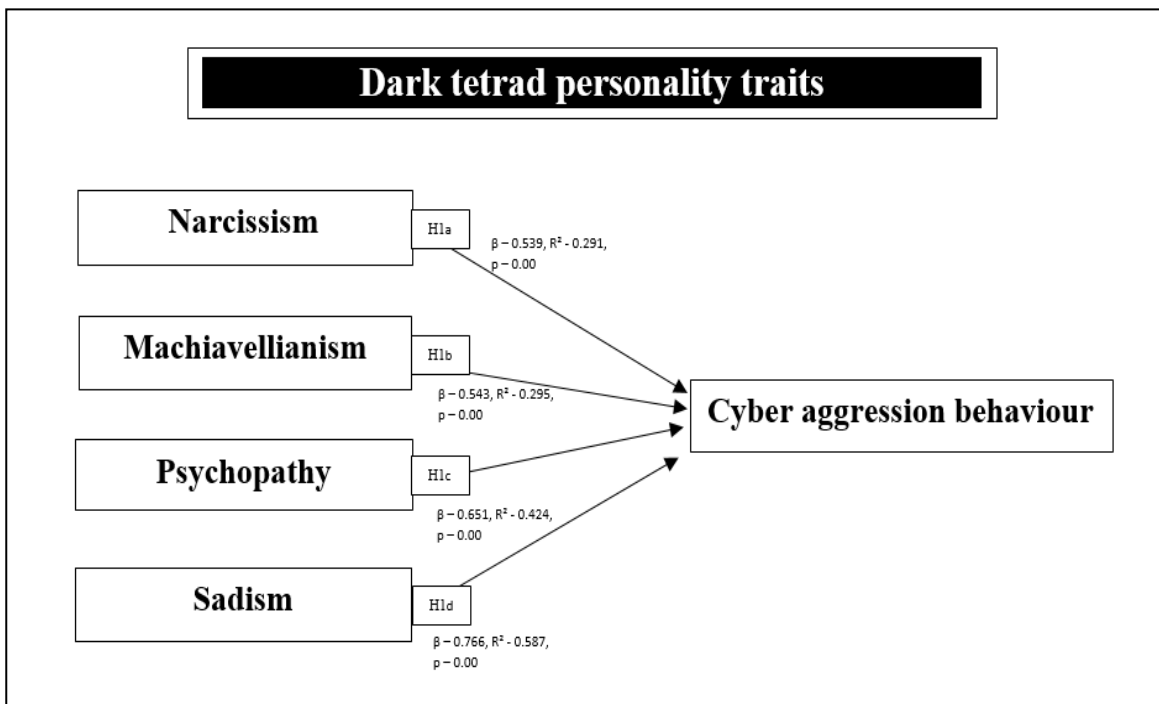 Dark tetrad personality traits
Narcissism
H1a
β – 0.539, R² - 0.291,
p – 0.00
Machiavellianism
H1b
β – 0.543, R² - 0.295,
p – 0.00
Cyber aggression behaviour
Psychopathy
H1c
β – 0.651, R² - 0.424,
p – 0.00
Sadism
H1d
β – 0.766, R² - 0.587,
p – 0.00